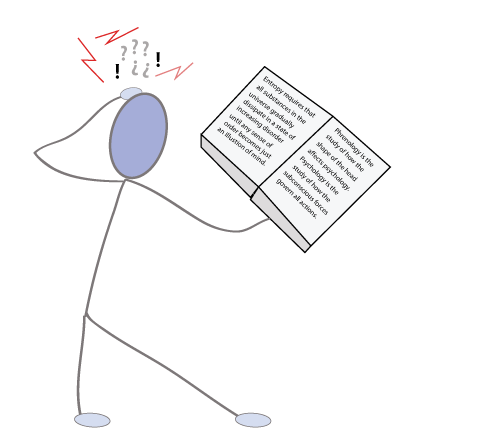 ???
!
!
¿¿
Entropy requires that
all substances in the
universe gradually
dissipate in a state of
increasing disorder
until any sense of
order becomes just
an illusion of mind.
Phrenology is the
study of how the
shape of the head
affects psychology.
Psychology is the
study of how the
subconscious forces
govern all actions.